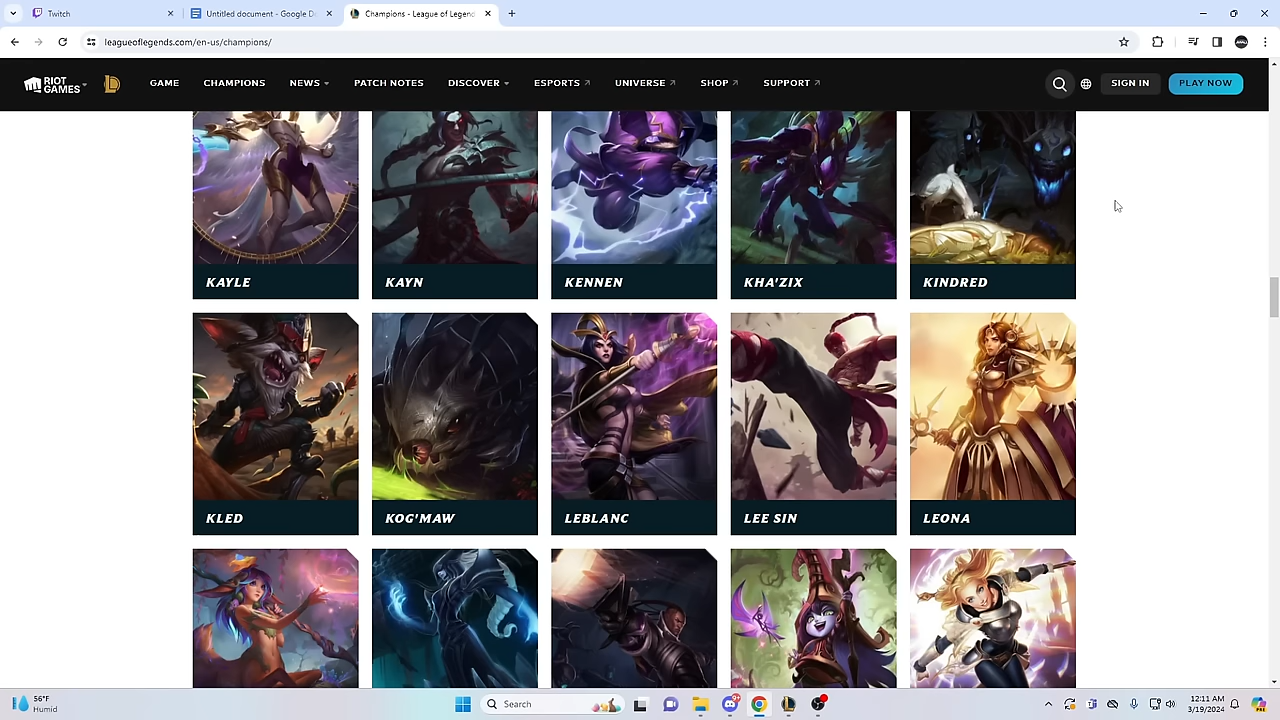 Twitch
Untitled document - Google D
Champions - League of Legend
leagueoflegends.com/en-us/champions/
RIOT GAMES
GAME
CHAMPIONS
NEWS
PATCH NOTES
DISCOVER
ESPORTS
UNIVERSE
SHOP
SUPPORT
SIGN IN
PLAY NOW
KAYLE
KAYN
KENNEN
KHA'ZIX
KINDRED
KLED
KOG'MAW
LEBLANC
LEE SIN
LEONA
56°F
Humid
Search
9+
12:11 AM
3/19/2024